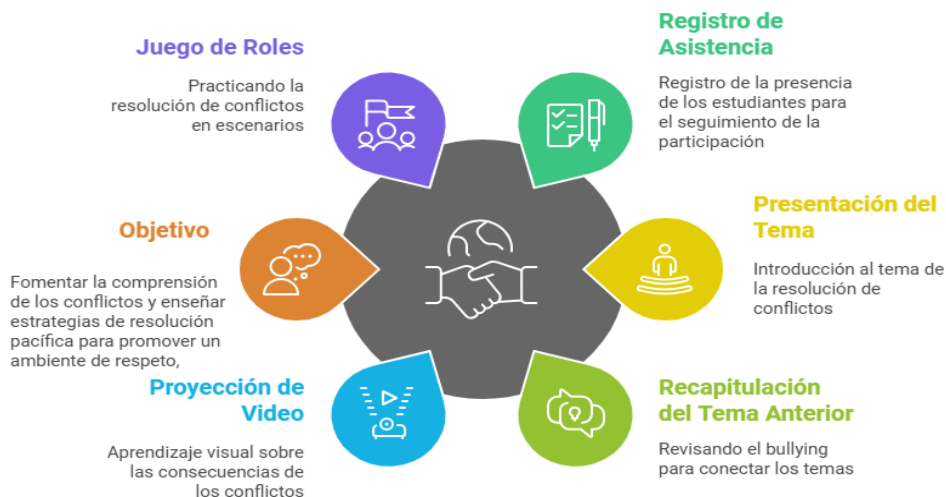 Juego de Roles
Practicando la
resolución de conflictos
en escenarios
Registro de
Asistencia
Registro de la presencia
de los estudiantes para
el seguimiento de la
participación
Objetivo
Fomentar la comprensión
de los conflictos y enseñar
estrategias de resolución
pacífica para promover un
ambiente de respeto,
Presentación del
Tema
Introducción al tema de
la resolución de
conflictos
Proyección de
Video
Aprendizaje visual sobre
las consecuencias de
los conflictos
Recapitulación
del Tema Anterior
Revisando el bullying
para conectar los temas